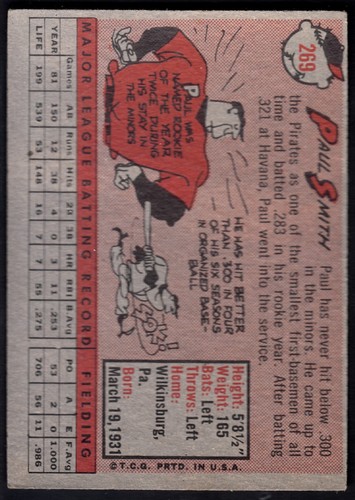 269
PAUL SMITH
Paul has never hit below .300
in the minors. He came up to
the Pirates as one of the smallest first-basemen of all
time and batted .283 in his rookie year. After batting
.321 at Havana, Paul went into the service.
PAUL WAS
NAMED ROOKIE
OF THE YEAR
TWICE DURING
HIS STAY IN
THE MINORS
P
HE HAS HIT BETTER
THAN .300 IN FOUR
OF HIS SIX SEASONS
IN ORGANIZED BASE-
BALL
Height: 5'8½"
Weight: 165
Bats: Left
Throws: Left
Home:
Wilkinsburg,
Pa.
Born:
March 19, 1931
MAJOR LEAGUE BATTING RECORD FIELDING
Games AB Runs Hits 2B 3B HR RBI B.Avg PO A E F.Avg
YEAR 81 150 12 38 4 0 3 11 .253 53 2 0 1.000
LIFE 199 539 53 148 16 7 7 55 .275 706 56 11 .986
© T.C.G. PRTD. IN U.S.A.